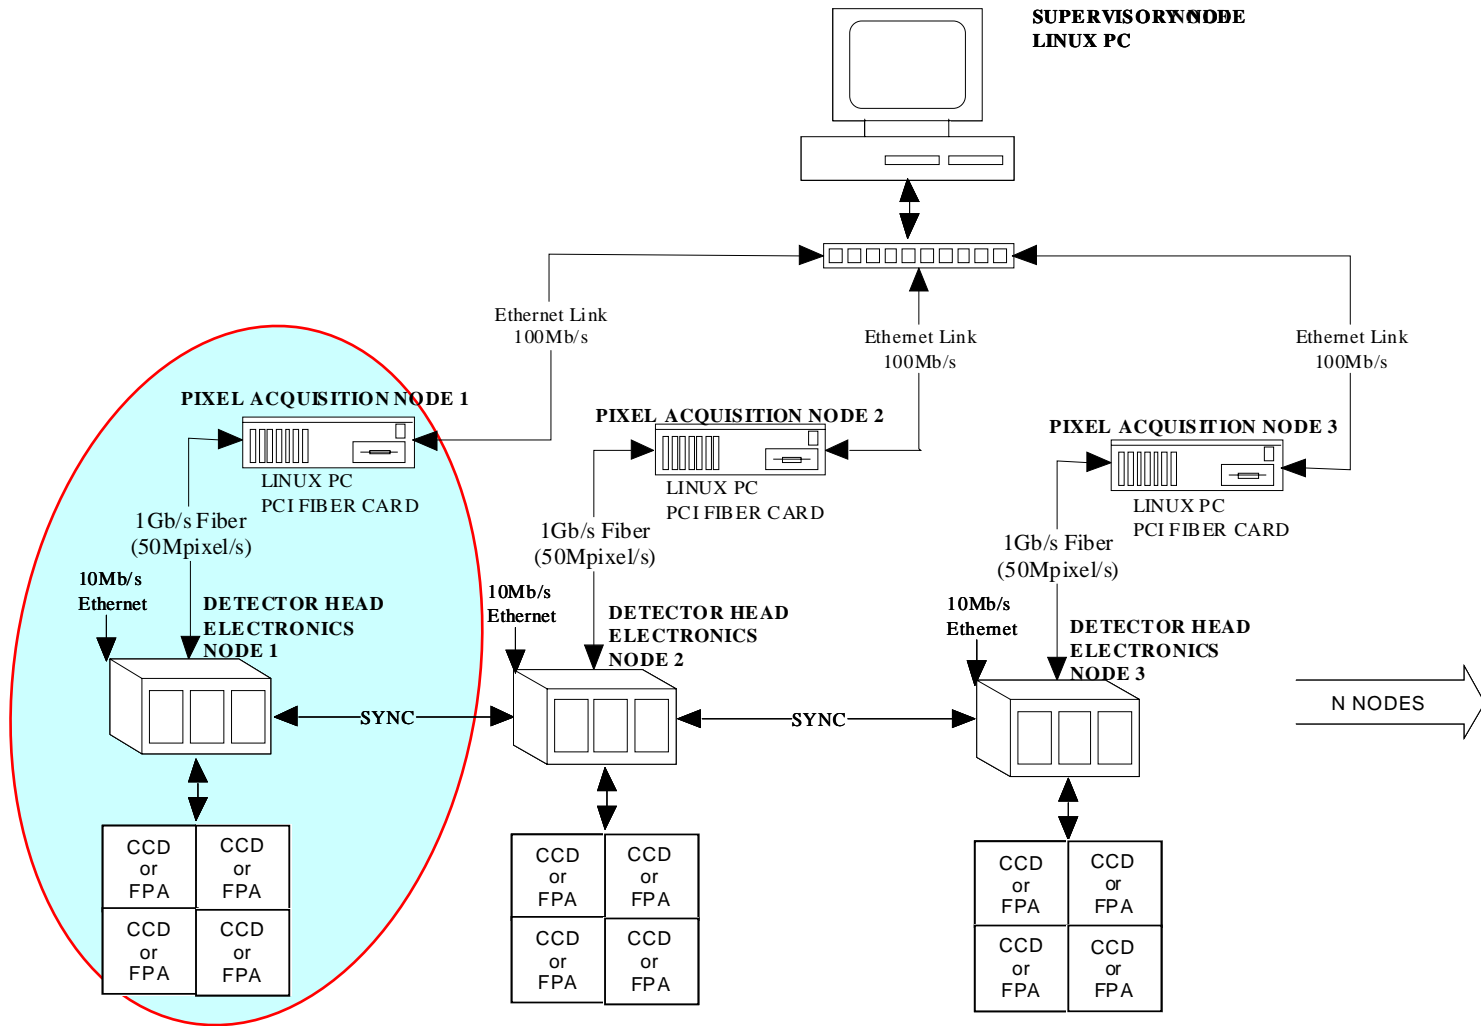 SUPERVISORY NODE
LINUX PC
Ethernet Link
100Mb/s
Ethernet Link
100Mb/s
Ethernet Link
100Mb/s
PIXEL ACQUISITION NODE 1
LINUX PC
PCI FIBER CARD
PIXEL ACQUISITION NODE 2
LINUX PC
PCI FIBER CARD
PIXEL ACQUISITION NODE 3
LINUX PC
PCI FIBER CARD
1Gb/s Fiber
(50Mpixel/s)
1Gb/s Fiber
(50Mpixel/s)
1Gb/s Fiber
(50Mpixel/s)
10Mb/s
Ethernet
DETECTOR HEAD
ELECTRONICS
NODE 1
10Mb/s
Ethernet
DETECTOR HEAD
ELECTRONICS
NODE 2
10Mb/s
Ethernet
DETECTOR HEAD
ELECTRONICS
NODE 3
SYNC
SYNC
N NODES
CCD
or
FPA
CCD
or
FPA
CCD
or
FPA
CCD
or
FPA
CCD
or
FPA
CCD
or
FPA
CCD
or
FPA
CCD
or
FPA
CCD
or
FPA
CCD
or
FPA
CCD
or
FPA
CCD
or
FPA